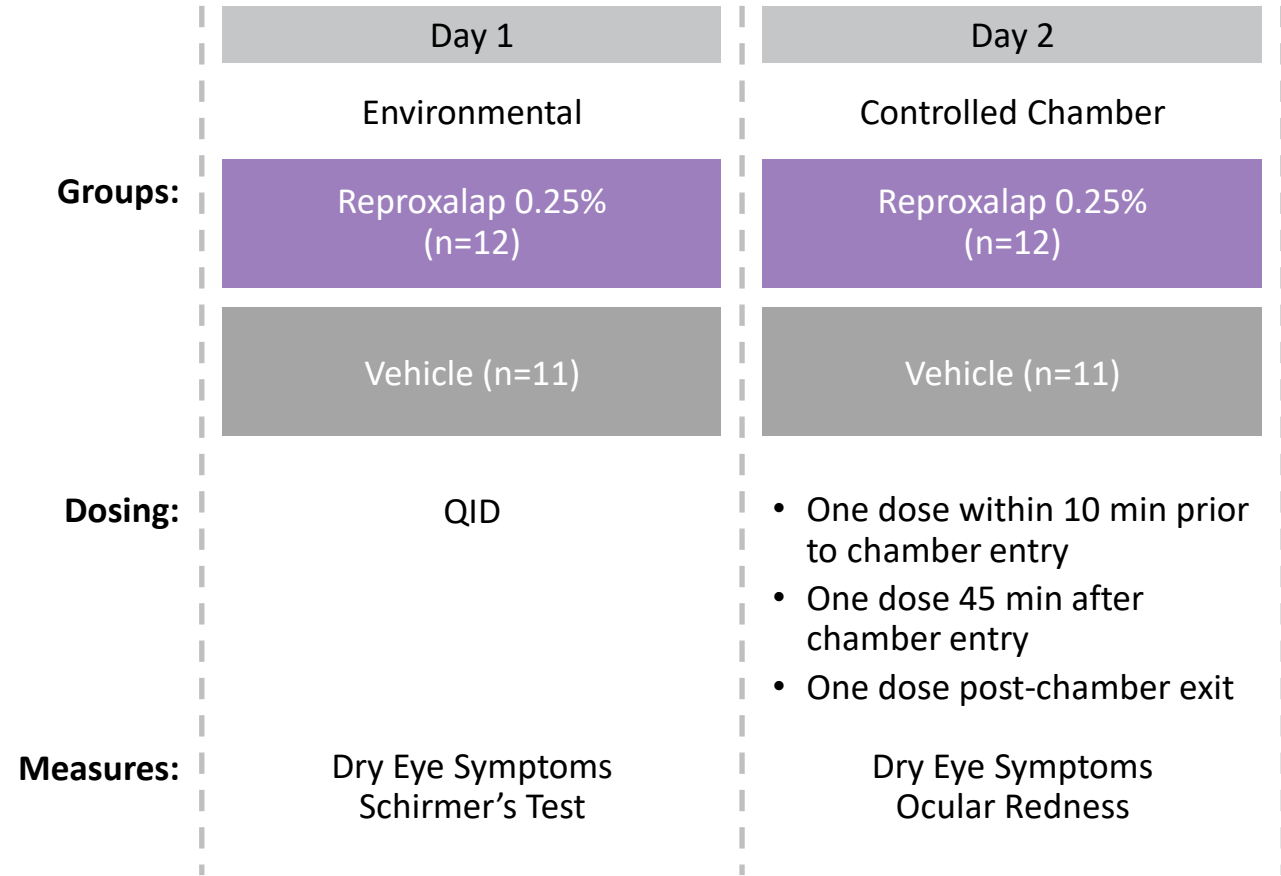 Day 1
Day 2
Environmental
Controlled Chamber
Groups:
Reproxalap 0.25%
(n=12)
Reproxalap 0.25%
(n=12)
Vehicle (n=11)
Vehicle (n=11)
Dosing:
QID
• One dose within 10 min prior
to chamber entry
• One dose 45 min after
chamber entry
• One dose post-chamber exit
Measures:
Dry Eye Symptoms
Schirmer’s Test
Dry Eye Symptoms
Ocular Redness